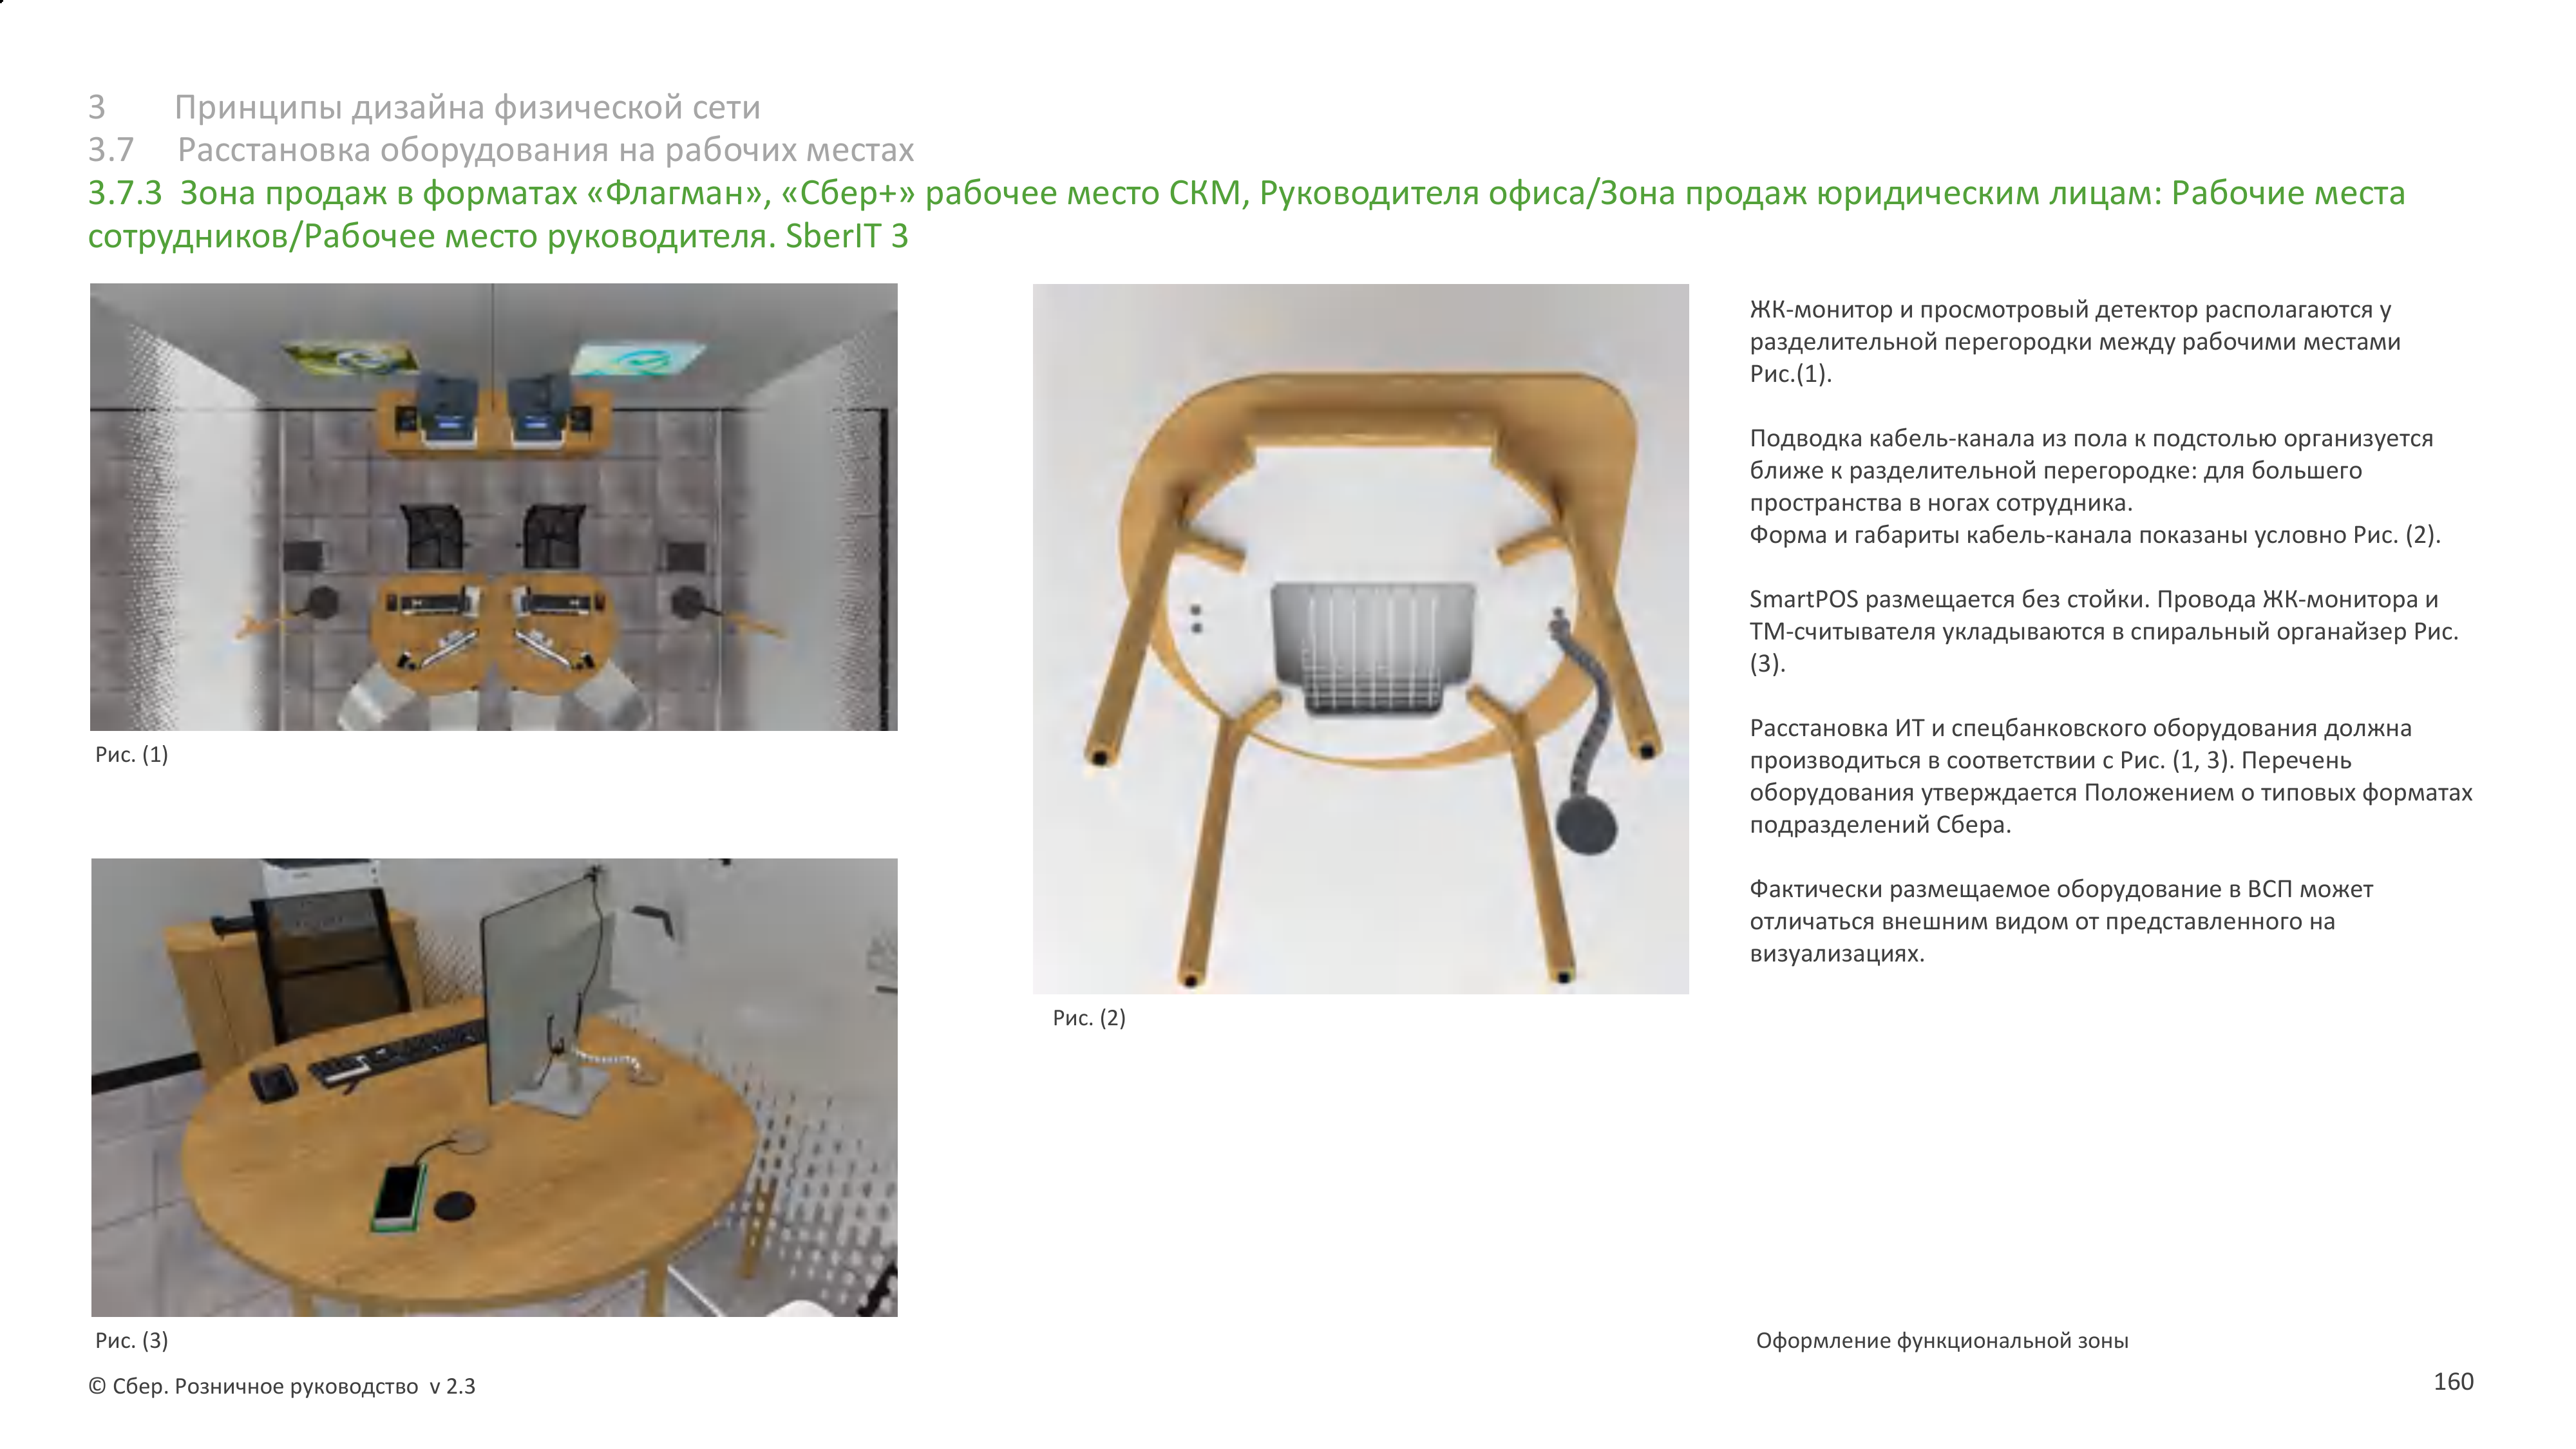 3 Принципы дизайна физической сети
3.7 Расстановка оборудования на рабочих местах
3.7.3 Зона продаж в форматах «Флагман», «Сбер+» рабочее место СКМ, Руководителя офиса/Зона продаж юридическим лицам: Рабочие места
сотрудников/Рабочее место руководителя. SberIT 3
Рис. (1)
Рис. (3)
Рис. (2)
ЖК-монитор и просмотровый детектор располагаются у
разделительной перегородки между рабочими местами
Рис.(1).
Подводка кабель-канала из пола к подстолью организуется
ближе к разделительной перегородке: для большего
пространства в ногах сотрудника.
Форма и габариты кабель-канала показаны условно Рис. (2).
SmartPOS размещается без стойки. Провода ЖК-монитора и
ТМ-считывателя укладываются в спиральный органайзер Рис.
(3).
Расстановка ИТ и спецбанковского оборудования должна
производиться в соответствии с Рис. (1, 3). Перечень
оборудования утверждается Положением о типовых форматах
подразделений Сбера.
Фактически размещаемое оборудование в ВСП может
отличаться внешним видом от представленного на
визуализациях.
Оформление функциональной зоны
© Сбер. Розничное руководство v 2.3
160